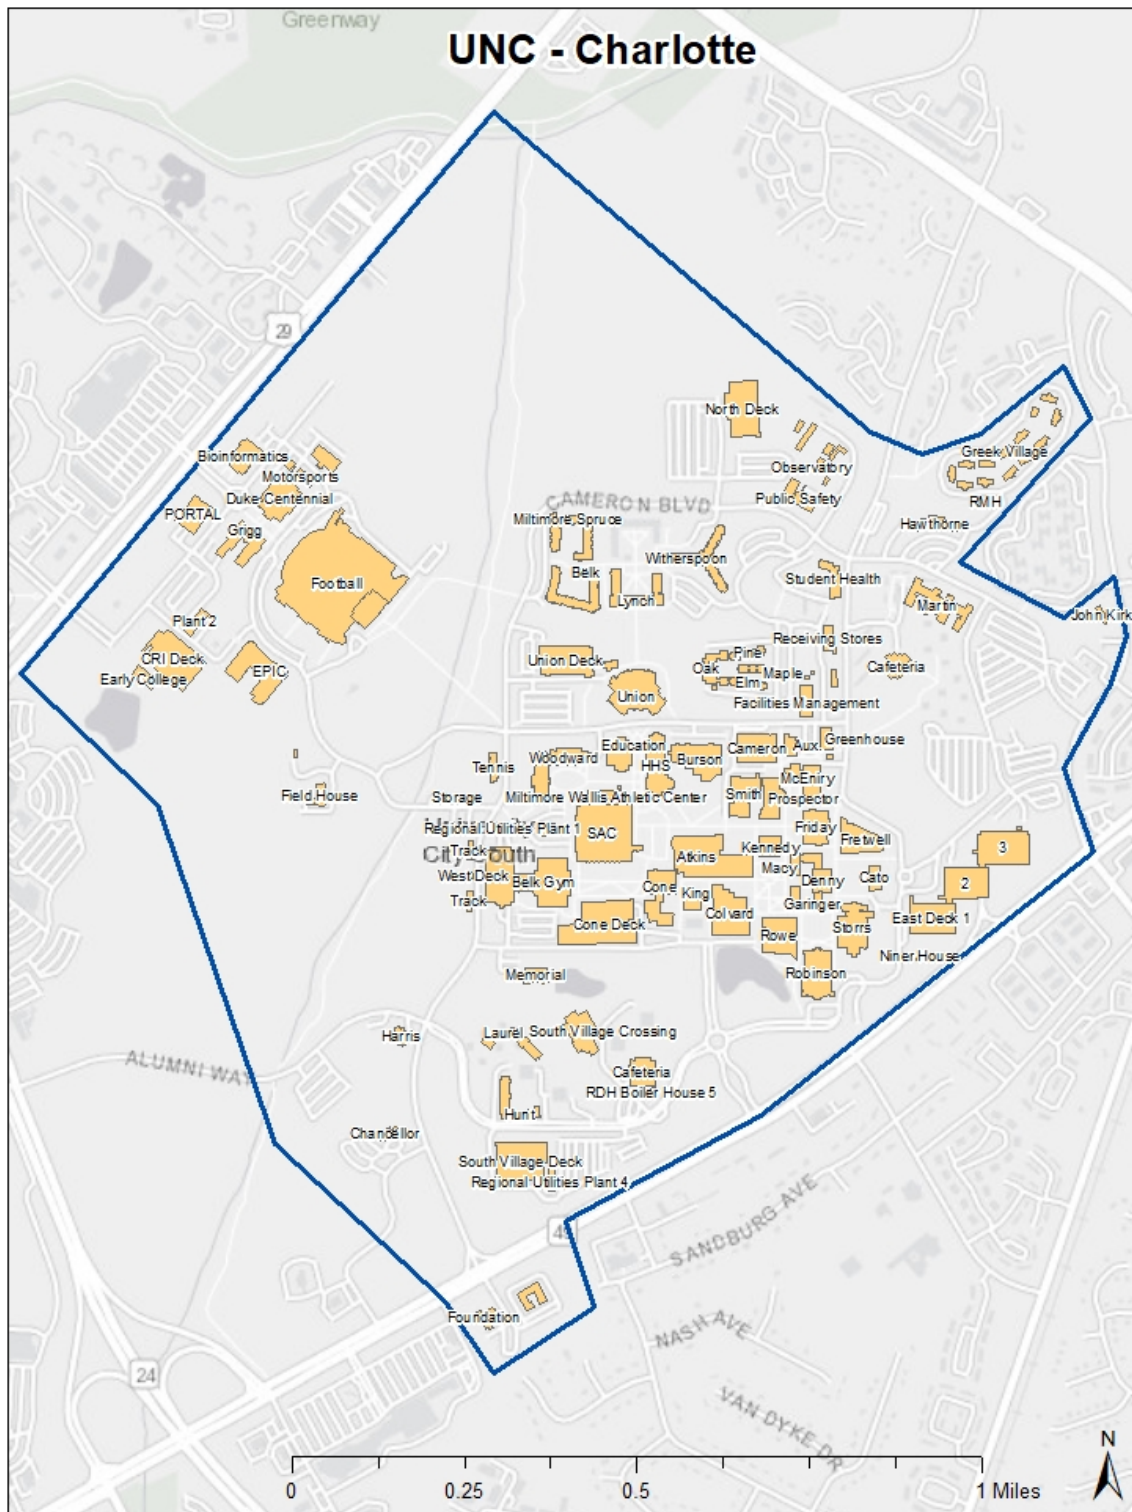 Greenway
UNC - Charlotte
29
North Deck
Bioinformatics
Motorsports
Greek Village
Observatory
Duke Centennial
Public Safety
RMH
CAMERON BLVD
PORTAL
Miltimore Spruce
Hawthorne
Grigg
Witherspoon
Belk
Student Health
Football
Lynch
Martin
John Kirk
Plant 2
Receiving Stores
Pine
CRI Deck
Union Deck
Oak
Maple
Cafeteria
EPIC
Early College
Elm
Union
Facilities Management
Education
Cameron
Aux.
Greenhouse
Woodward
HHS
Burson
Tennis
McEniry
Field House
Storage
Miltimore Wallis Athletic Center
Smith
Prospector
Regional Utilities Plant 1
SAC
Friday
Fretwell
Track
City South
Atkins
Kennedy
3
Macy
West Deck
Belk Gym
Cone
Denny
Cato
2
King
Track
Garinger
Colvard
East Deck 1
Cone Deck
Rowe
Storrs
Niner House
Memorial
Robinson
Harris
Laurel
South Village Crossing
ALUMNI WAY
Cafeteria
RDH Boiler House 5
Hunt
Chancellor
South Village Deck
Regional Utilities Plant 4
49
SANDBURG AVE
Foundation
NASH AVE
24
VAN DYKE DR
N
0 0.25 0.5 1 Miles